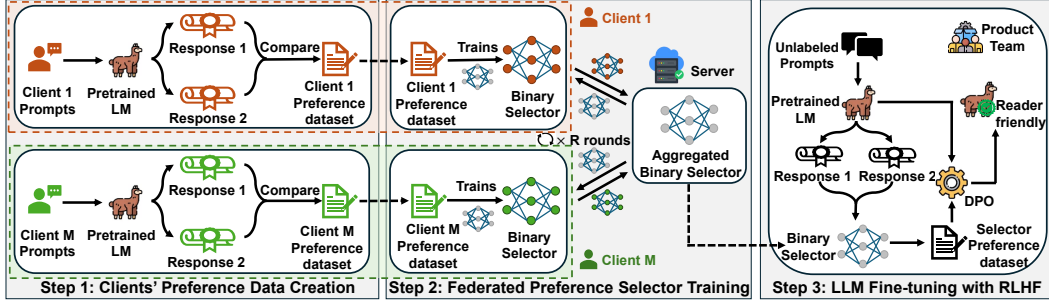 Client 1
Prompts
Pretrained
LM
Response 1
Response 2
Compare
Client 1
Preference
dataset
Client M
Prompts
Pretrained
LM
Response 1
Response 2
Compare
Client M
Preference
dataset
Step 1: Clients' Preference Data Creation
Client 1
Preference
dataset
Trains
Binary
Selector
Client 1
Client M
Preference
dataset
Trains
Binary
Selector
Client M
× R rounds
Server
Aggregated
Binary Selector
Step 2: Federated Preference Selector Training
Unlabeled
Prompts
Product
Team
Pretrained
LM
Reader
friendly
Response 1
Response 2
DPO
Binary
Selector
Selector
Preference
dataset
Step 3: LLM Fine-tuning with RLHF